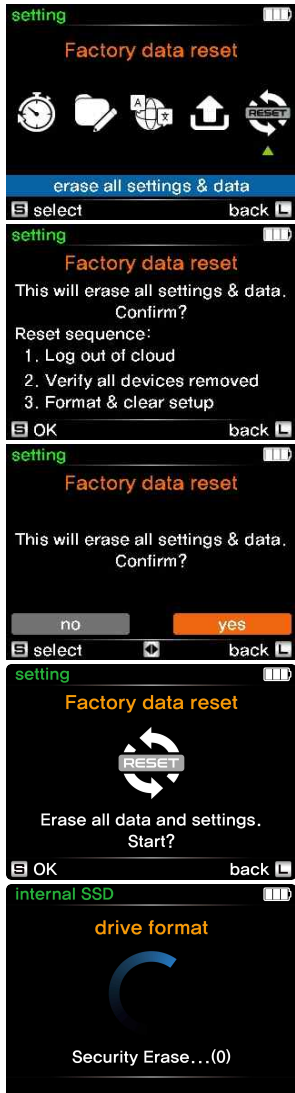 setting
Factory data reset
A 文
RESET
erase all settings & data
S select back L
setting
Factory data reset
This will erase all settings & data.
Confirm?
Reset sequence:
1. Log out of cloud
2. Verify all devices removed
3. Format & clear setup
S OK back L
setting
Factory data reset
This will erase all settings & data.
Confirm?
no yes
S select back L
setting
Factory data reset
RESET
Erase all data and settings.
Start?
S OK back L
internal SSD
drive format
Security Erase...(0)